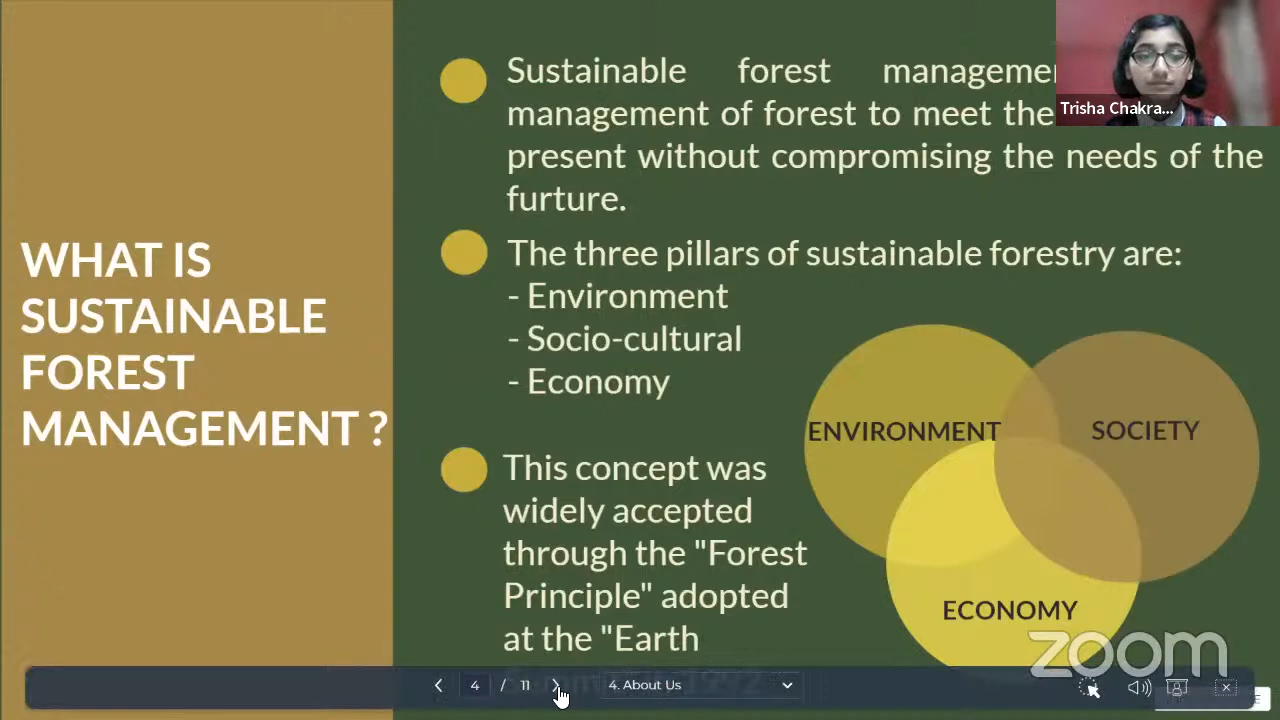 WHAT IS
SUSTAINABLE
FOREST
MANAGEMENT ?
Sustainable forest
management of forest to meet the
present without compromising the needs of the
furture.
The three pillars of sustainable forestry are:
- Environment
- Socio-cultural
- Economy
This concept was
widely accepted
through the "Forest
Principle" adopted
at the "Earth
ENVIRONMENT
SOCIETY
ECONOMY
Trisha Chakra...
zoom
4 / 11
4. About Us